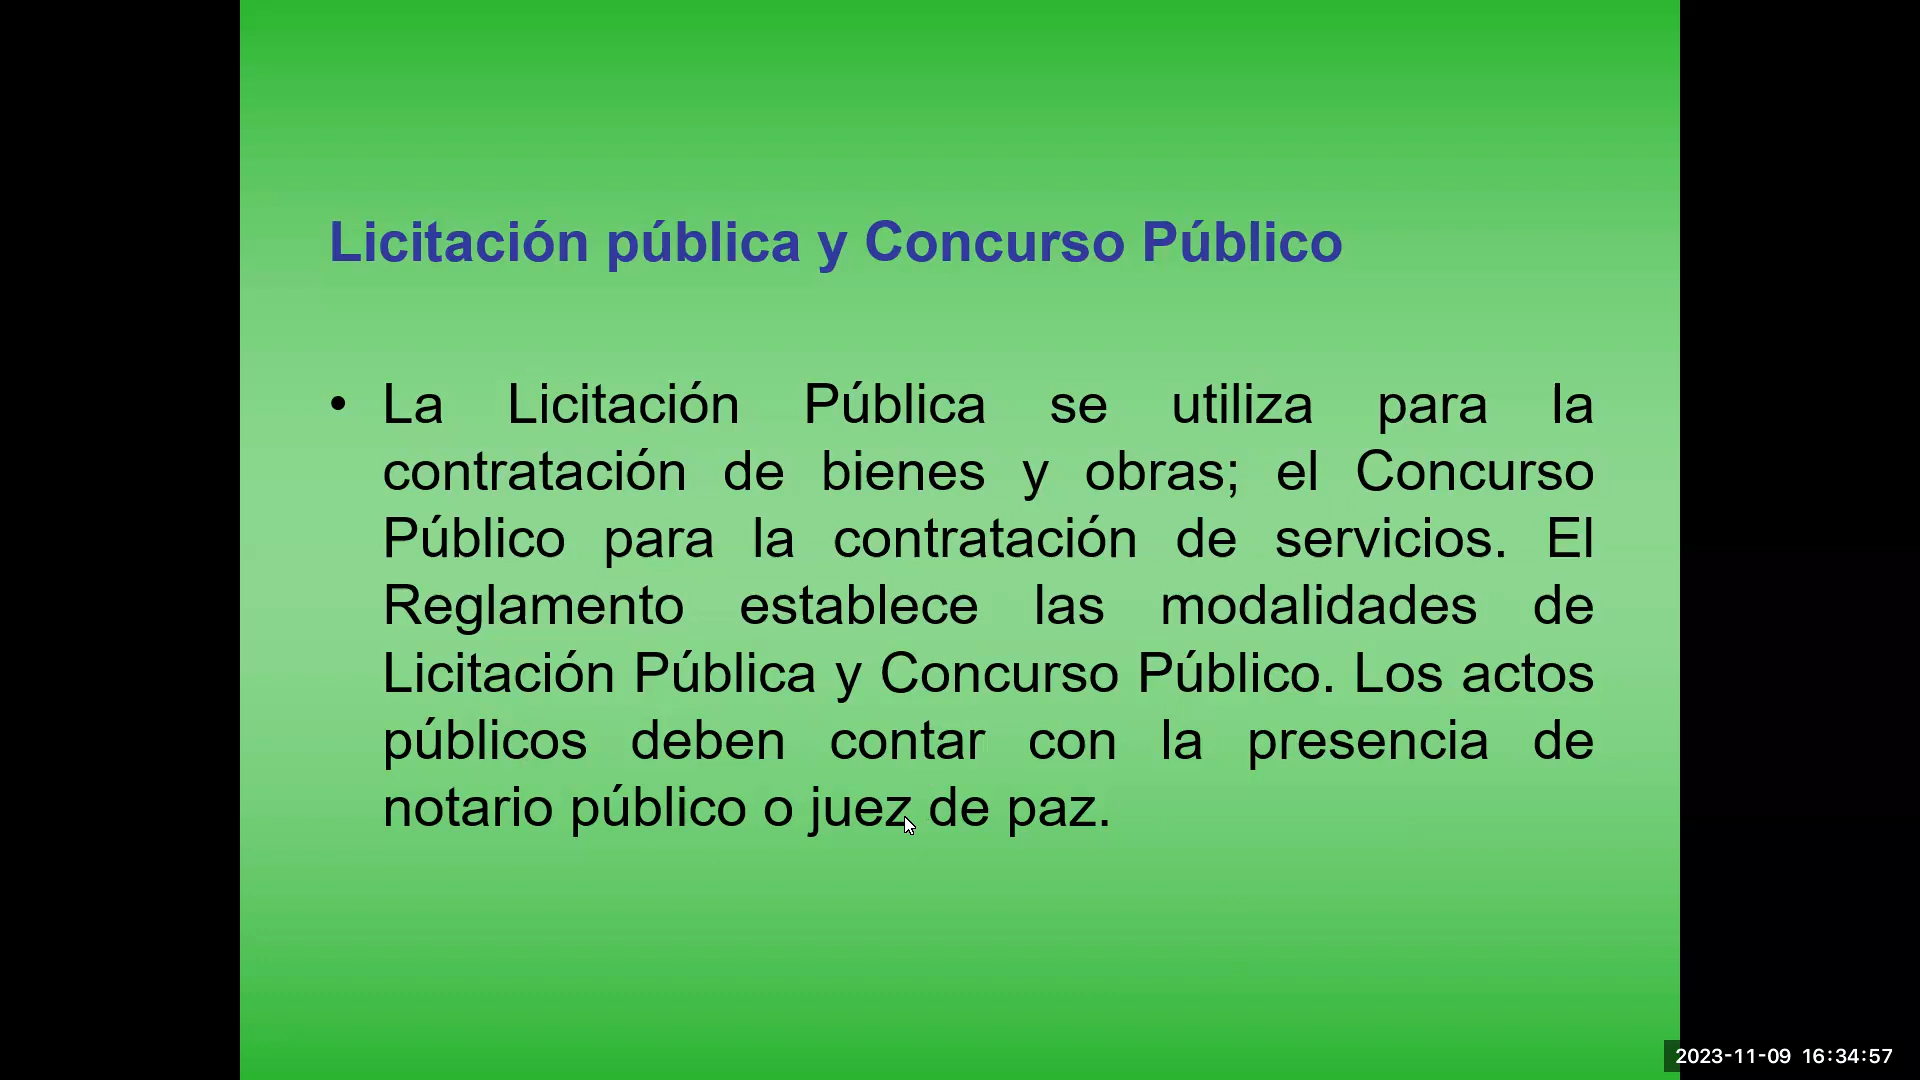 Licitación pública y Concurso Público
• La Licitación Pública se utiliza para la
contratación de bienes y obras; el Concurso
Público para la contratación de servicios. El
Reglamento establece las modalidades de
Licitación Pública y Concurso Público. Los actos
públicos deben contar con la presencia de
notario público o juez de paz.
2023-11-09 16:34:57